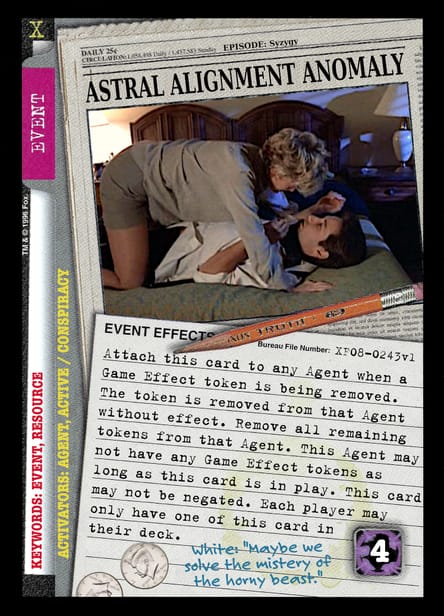 X
EVENT
TM & © 1996 Fox.
KEYWORDS: EVENT, RESOURCE
ACTIVATORS: AGENT, ACTIVE / CONSPIRACY
DAILY 25¢
EPISODE: Syzygy
ASTRAL ALIGNMENT ANOMALY
EVENT EFFECTS
Bureau File Number: XF08-0243v1
Attach this card to any Agent when a
Game Effect token is being removed.
The token is removed from that Agent
without effect. Remove all remaining
tokens from that Agent. This Agent may
not have any Game Effect tokens as
long as this card is in play. This card
may not be negated. Each player may
only have one of this card in
their deck.
4
White: "Maybe we
solve the mistery of
the horny beast."